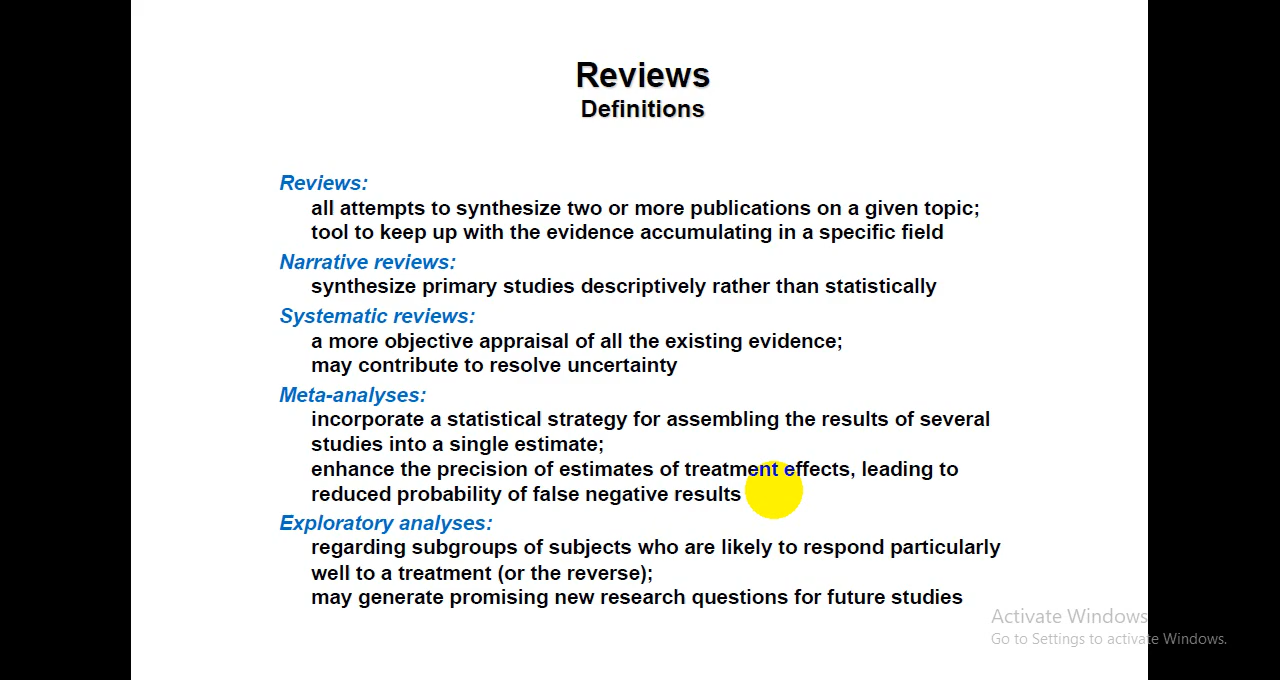 Reviews
Definitions
Reviews:
all attempts to synthesize two or more publications on a given topic;
tool to keep up with the evidence accumulating in a specific field
Narrative reviews:
synthesize primary studies descriptively rather than statistically
Systematic reviews:
a more objective appraisal of all the existing evidence;
may contribute to resolve uncertainty
Meta-analyses:
incorporate a statistical strategy for assembling the results of several
studies into a single estimate;
enhance the precision of estimates of treatment effects, leading to
reduced probability of false negative results
Exploratory analyses:
regarding subgroups of subjects who are likely to respond particularly
well to a treatment (or the reverse);
may generate promising new research questions for future studies
Activate Windows
Go to Settings to activate Windows.